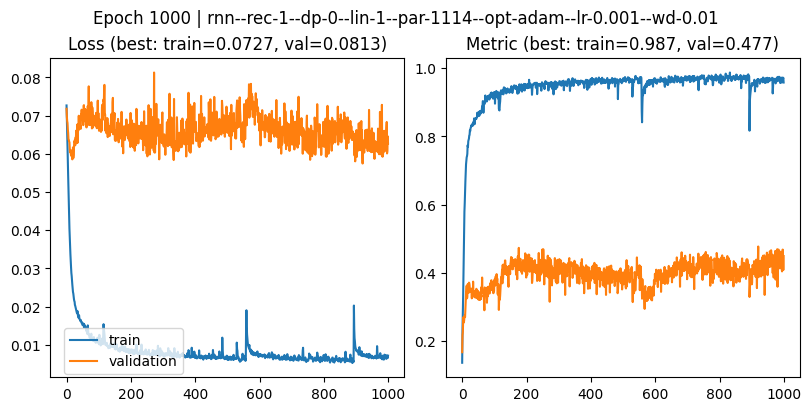 Epoch 1000 | rnn--rec-1--dp-0--lin-1--par-1114--opt-adam--lr-0.001--wd-0.01
Loss (best: train=0.0727, val=0.0813)
0.08
0.07
0.06
0.05
0.04
0.03
0.02
0.01
train
validation
0 200 400 600 800 1000
Metric (best: train=0.987, val=0.477)
1.0
0.8
0.6
0.4
0.2
0 200 400 600 800 1000